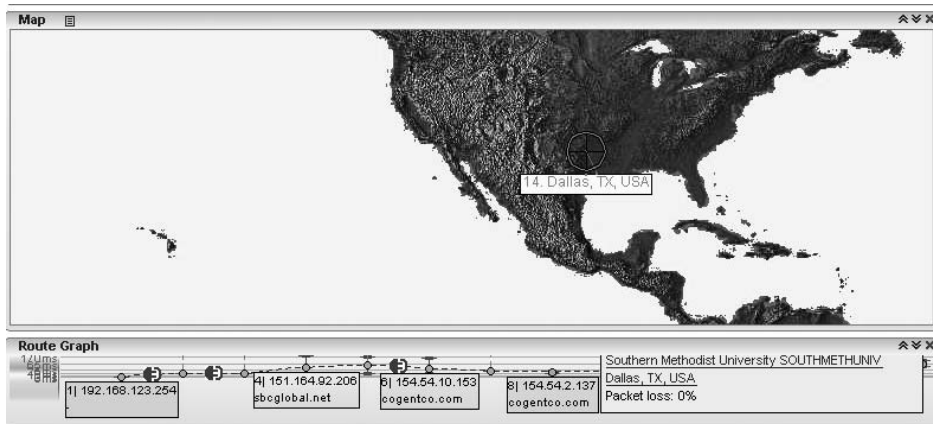 Map
14. Dallas, TX, USA
Route Graph
170ms
1| 192.168.123.254
-
4| 151.164.92.206
sbcglobal.net
6| 154.54.10.153
cogentco.com
8| 154.54.2.137
cogentco.com
Southern Methodist University SOUTHMETHUNIV
Dallas, TX, USA
Packet loss: 0%